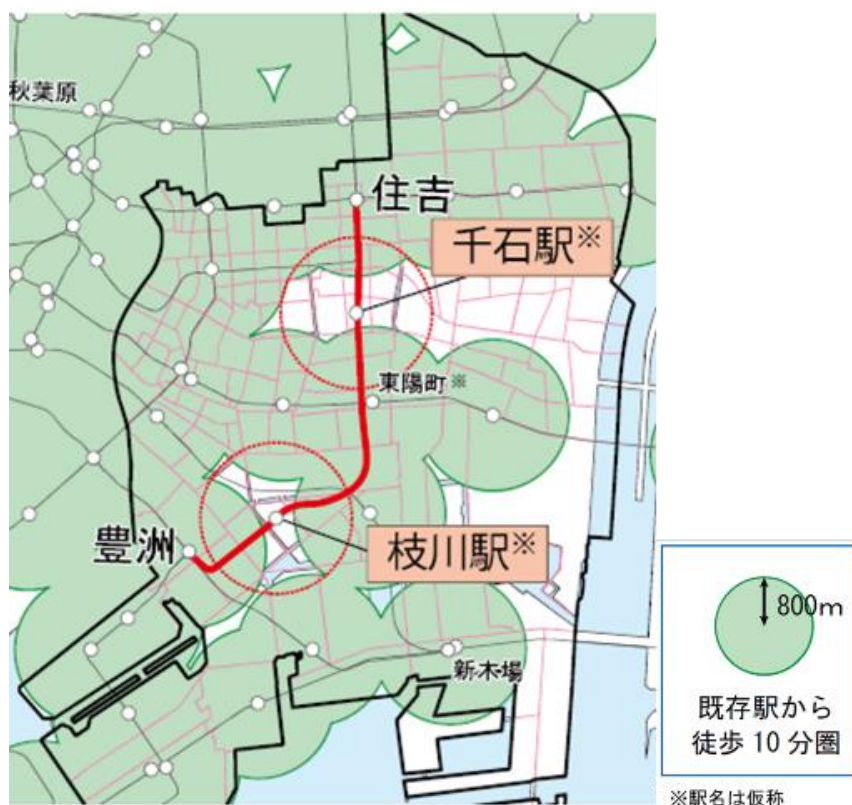 秋葉原
住吉
千石駅※
東陽町※
豊洲
枝川駅※
新木場
800m
既存駅から
徒歩10分圏
※駅名は仮称